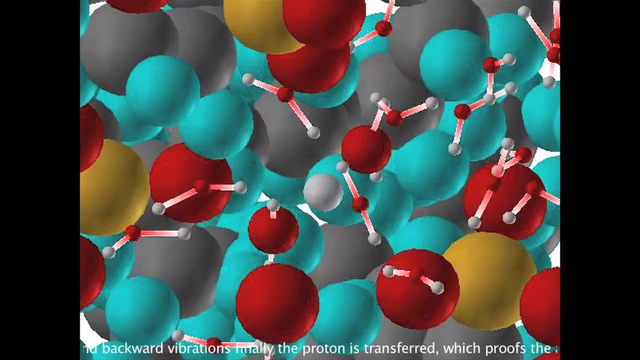 backward vibrations finally the proton is transferred, which proofs the